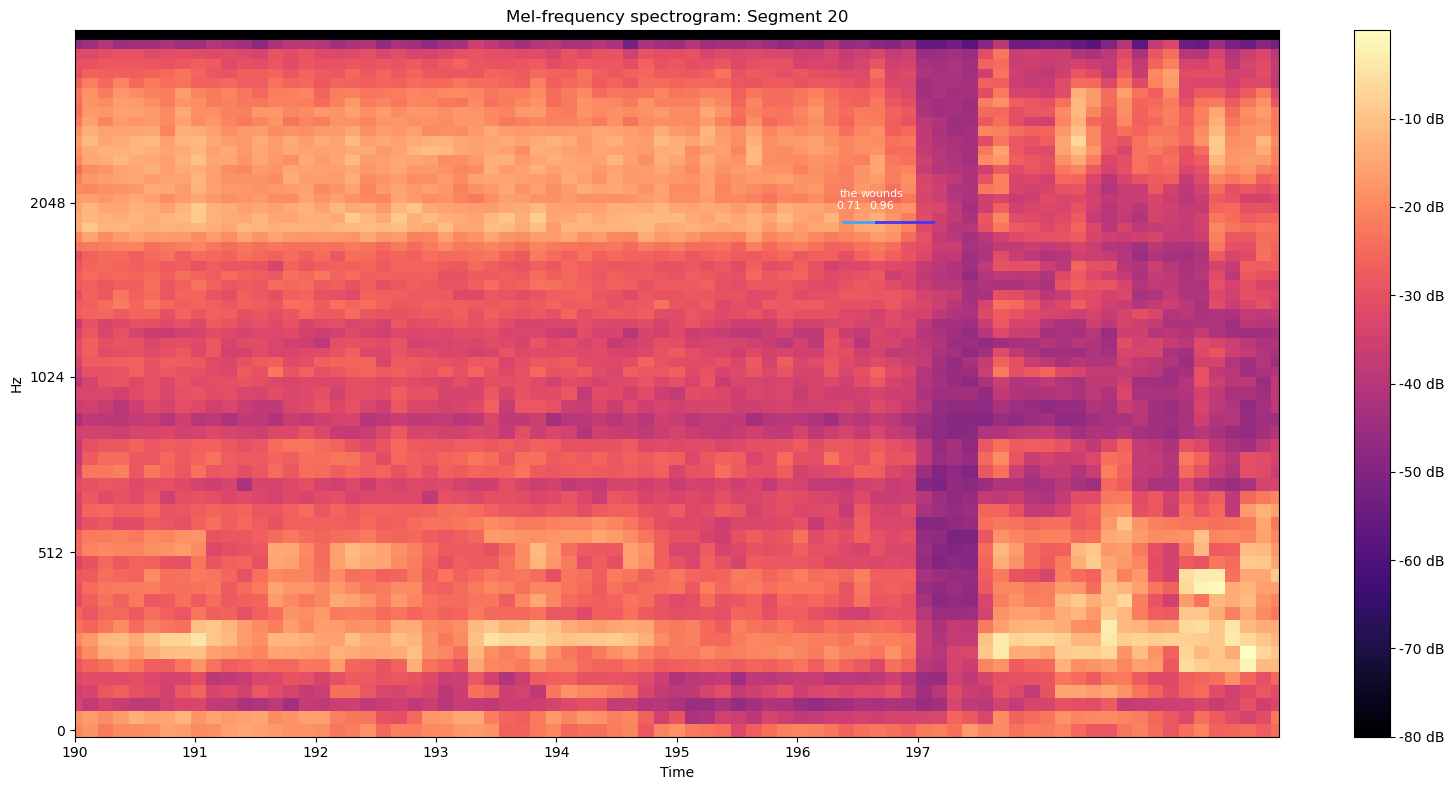 Mel-frequency spectrogram: Segment 20
-10 dB
-20 dB
-30 dB
-40 dB
-50 dB
-60 dB
-70 dB
-80 dB
Hz
2048
1024
512
0
the wounds
0.71 0.96
190 191 192 193 194 195 196 197
Time